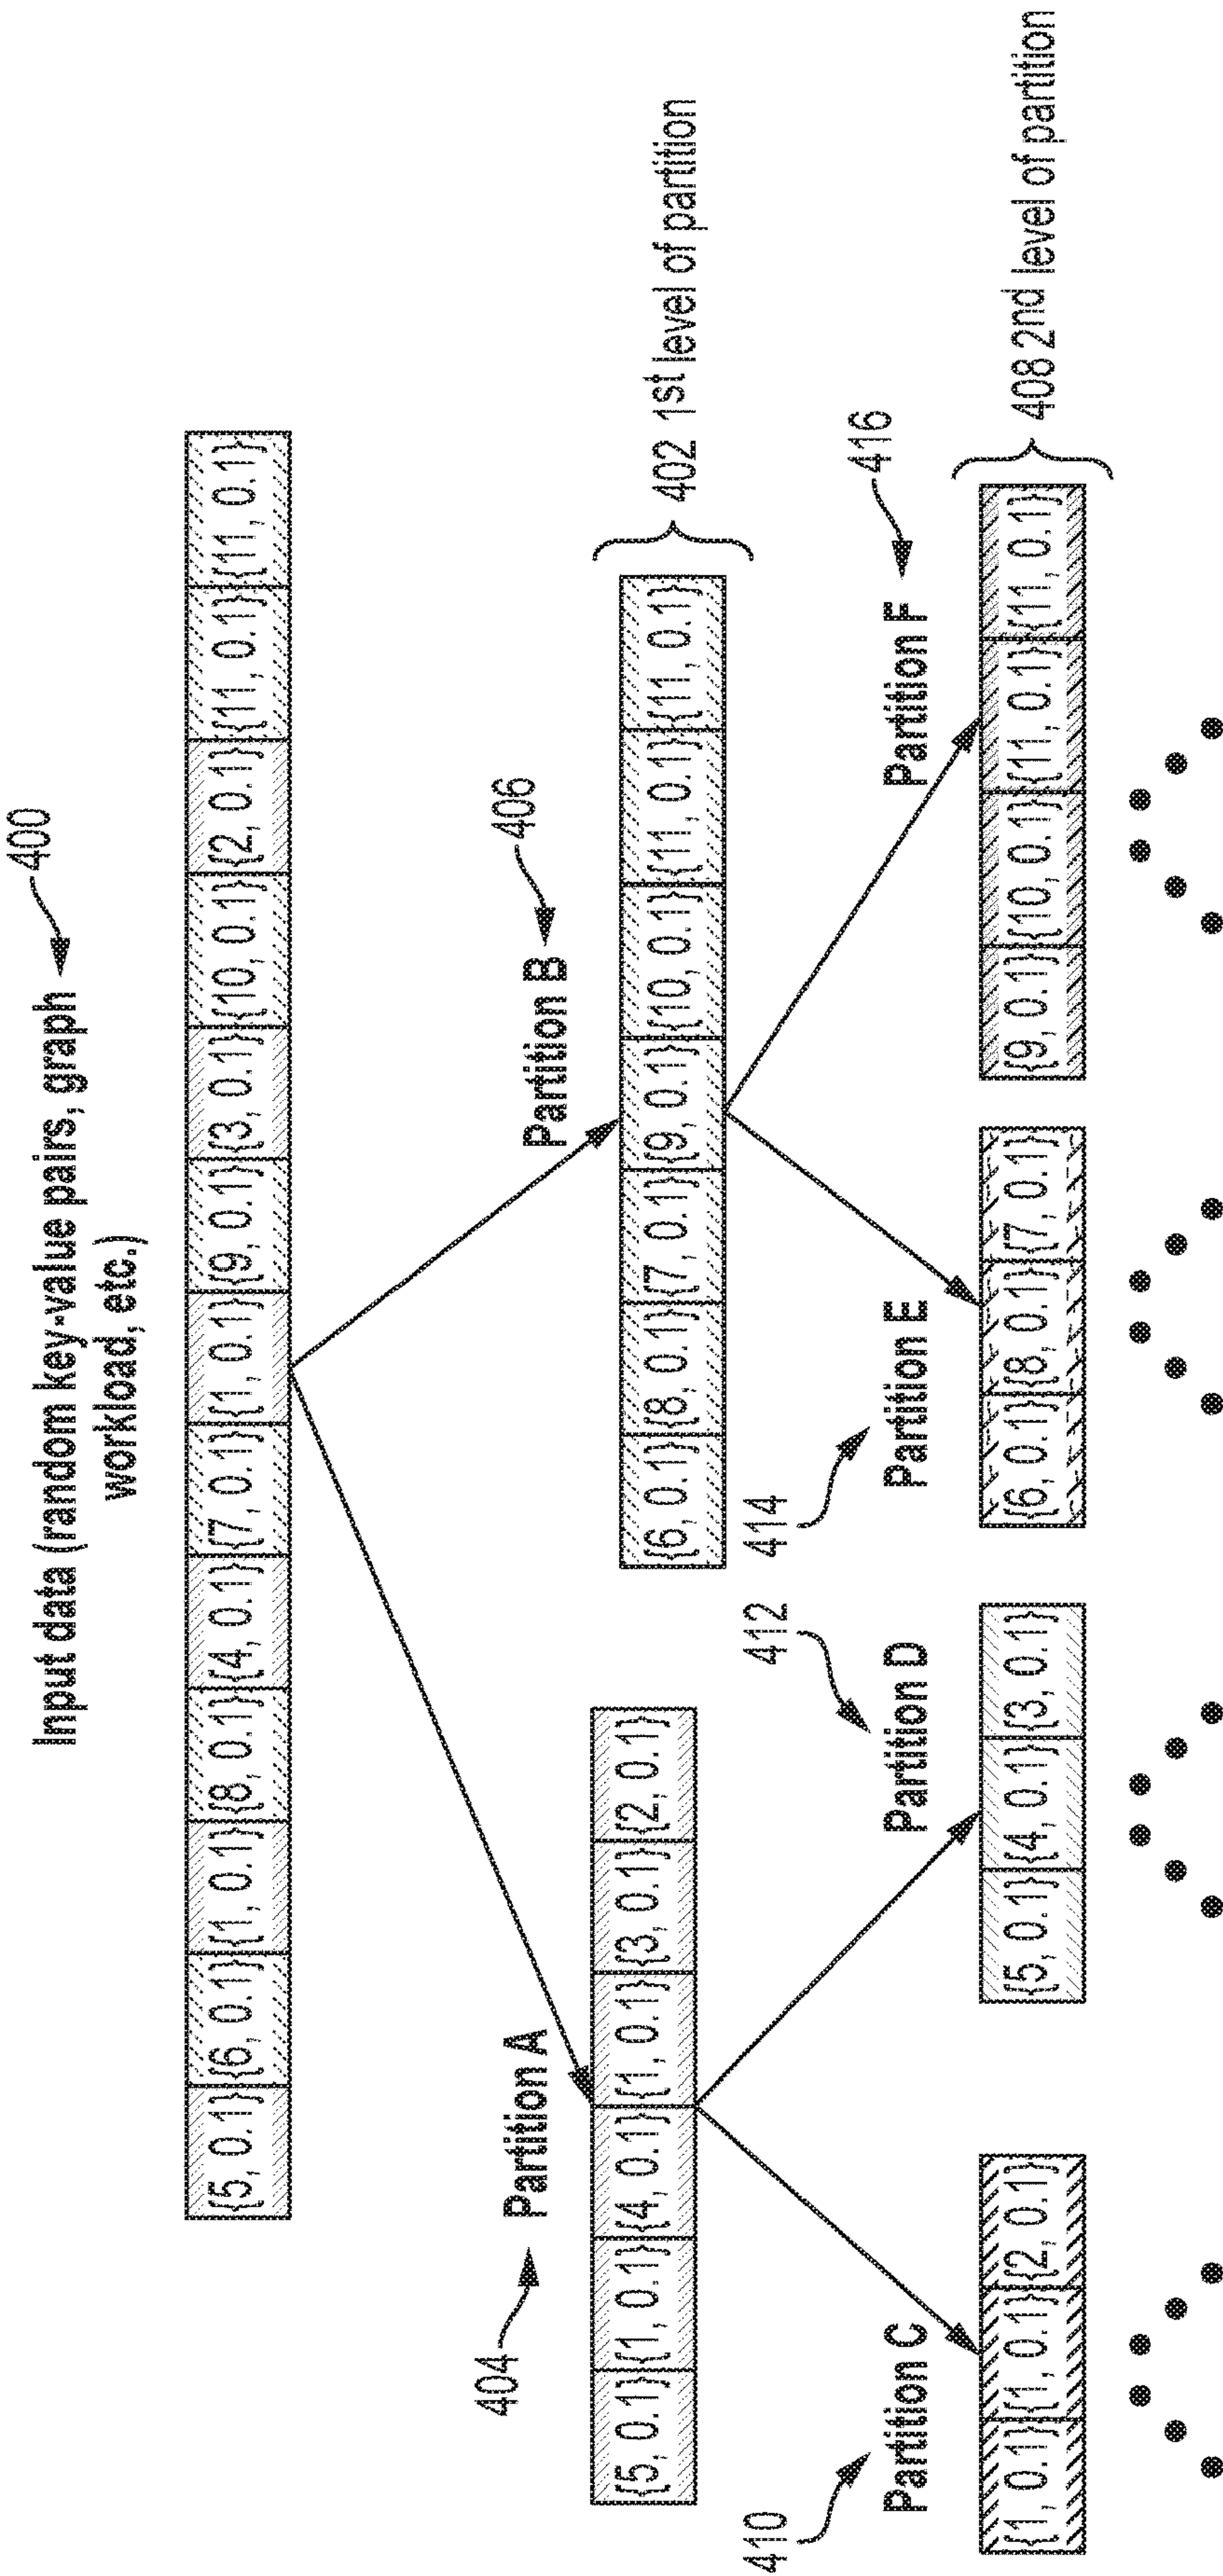 400
Input data (random key-value pairs, graph
workload, etc.)
{5, 0.1}{6, 0.1}{1, 0.1}{8, 0.1}{4, 0.1}{7, 0.1}{1, 0.1}{9, 0.1}{3, 0.1}{10, 0.1}{2, 0.1}{11, 0.1}{11, 0.1}
404
Partition A
Partition B
406
{5, 0.1}{1, 0.1}{4, 0.1}{1, 0.1}{3, 0.1}{2, 0.1}
{6, 0.1}{8, 0.1}{7, 0.1}{9, 0.1}{10, 0.1}{11, 0.1}{11, 0.1}
402 1st level of partition
410
Partition C
412
Partition D
414
Partition E
416
Partition F
{1, 0.1}{1, 0.1}{2, 0.1}
{5, 0.1}{4, 0.1}{3, 0.1}
{6, 0.1}{8, 0.1}{7, 0.1}
{9, 0.1}{10, 0.1}{11, 0.1}{11, 0.1}
408 2nd level of partition